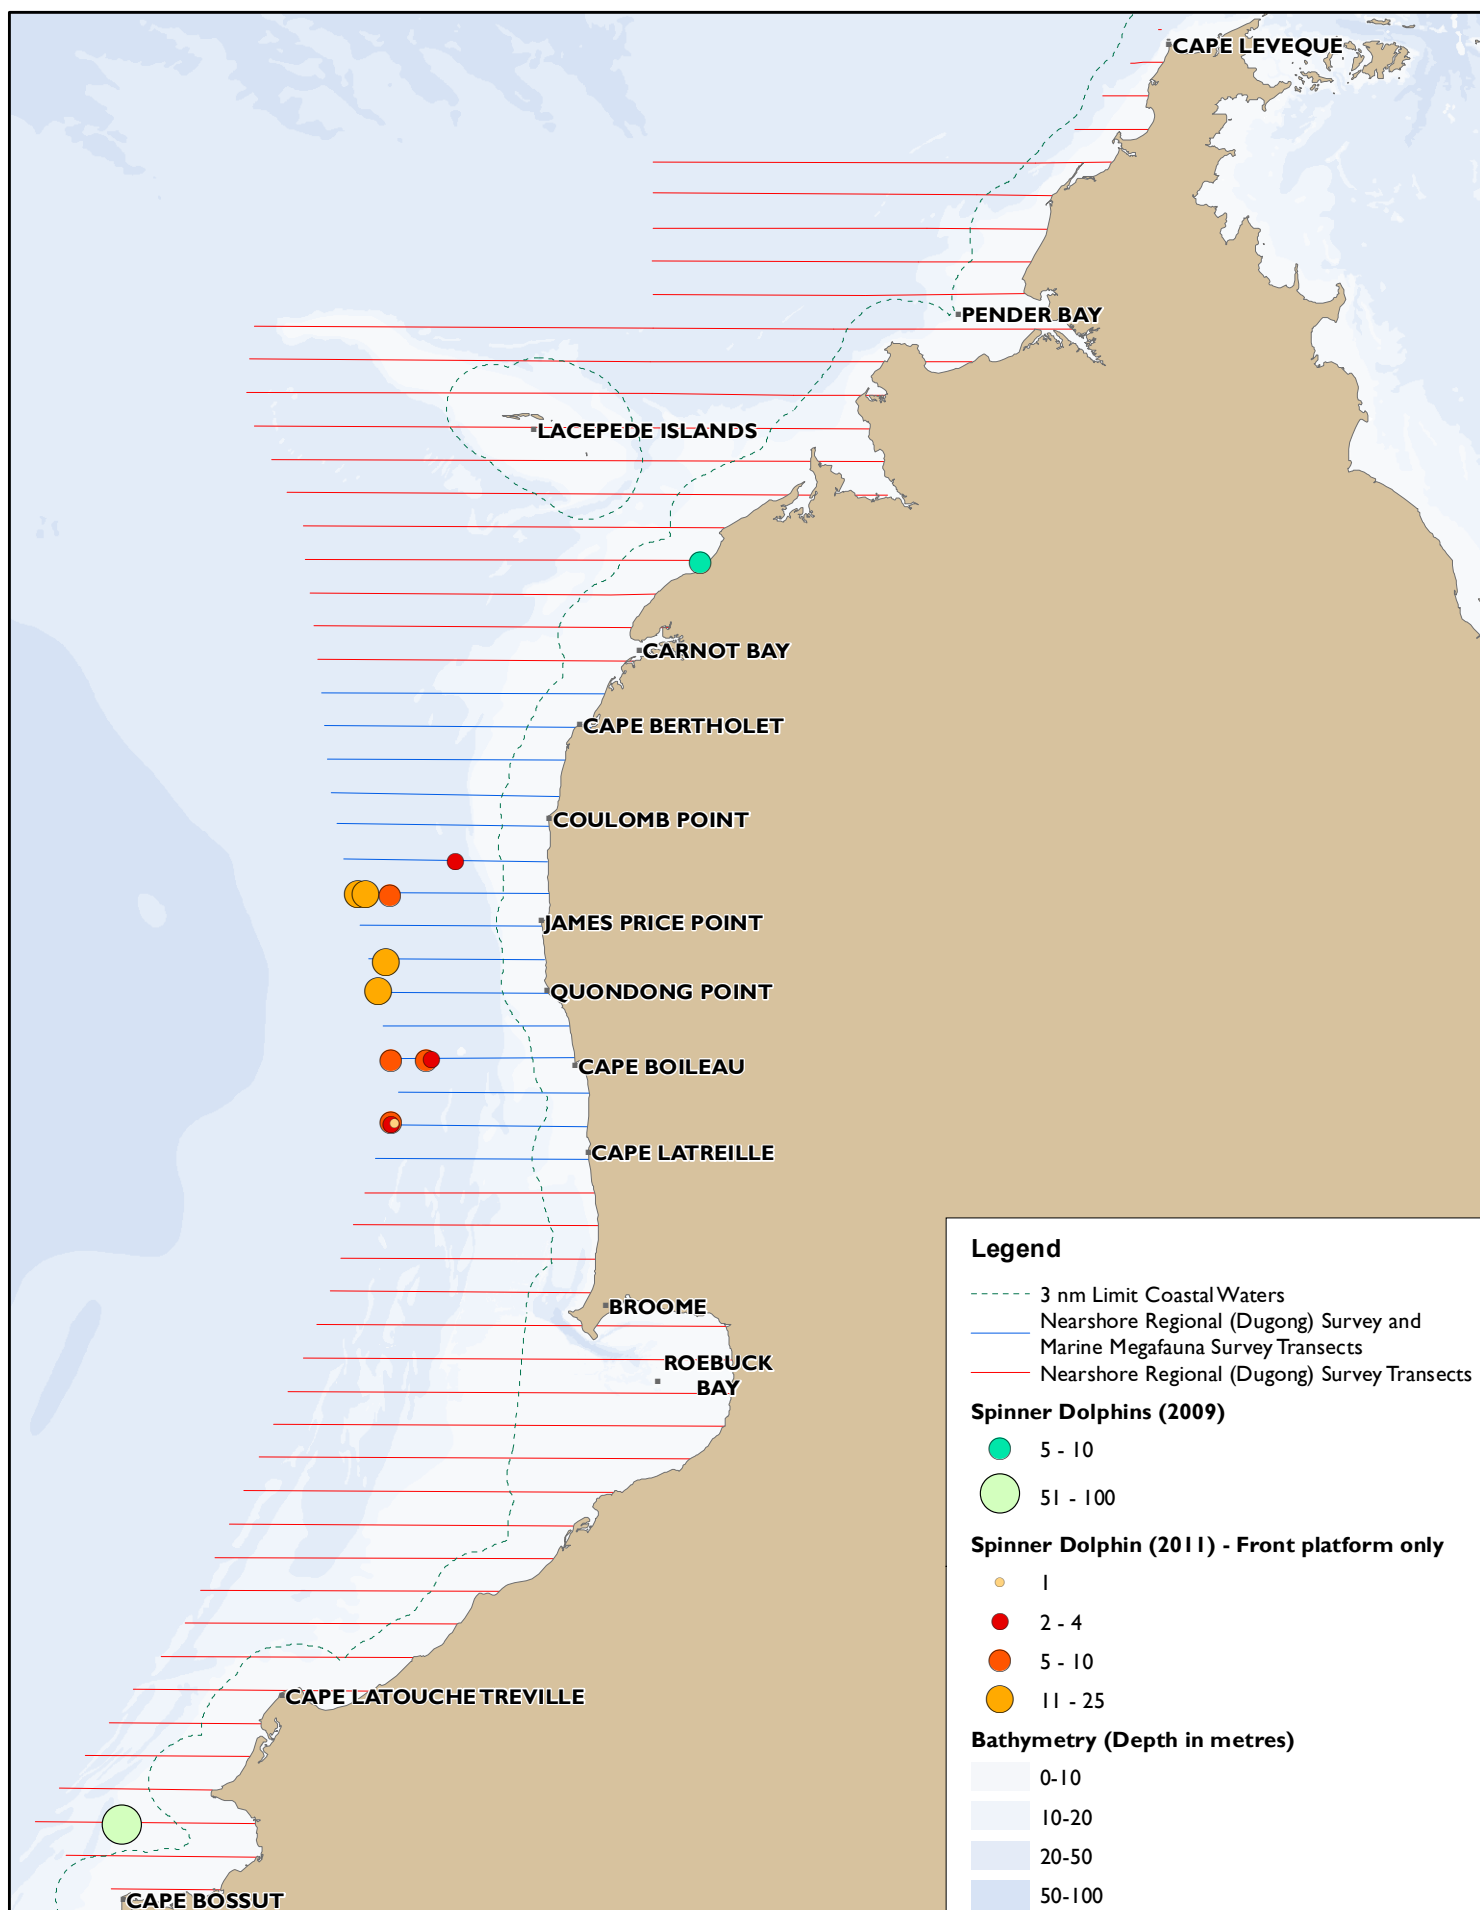 CAPE LEVEQUE
PENDER BAY
LACEPEDE ISLANDS
CARNOT BAY
CAPE BERTHOLET
COULOMB POINT
JAMES PRICE POINT
QUONDONG POINT
CAPE BOILEAU
CAPE LATREILLE
BROOME
ROEBUCK
BAY
CAPE LATOUCHE TREVILLE
CAPE BOSSUT
Legend
3 nm Limit Coastal Waters
Nearshore Regional (Dugong) Survey and
Marine Megafauna Survey Transects
Nearshore Regional (Dugong) Survey Transects
Spinner Dolphins (2009)
5 - 10
51 - 100
Spinner Dolphin (2011) - Front platform only
1
2 - 4
5 - 10
11 - 25
Bathymetry (Depth in metres)
0-10
10-20
20-50
50-100